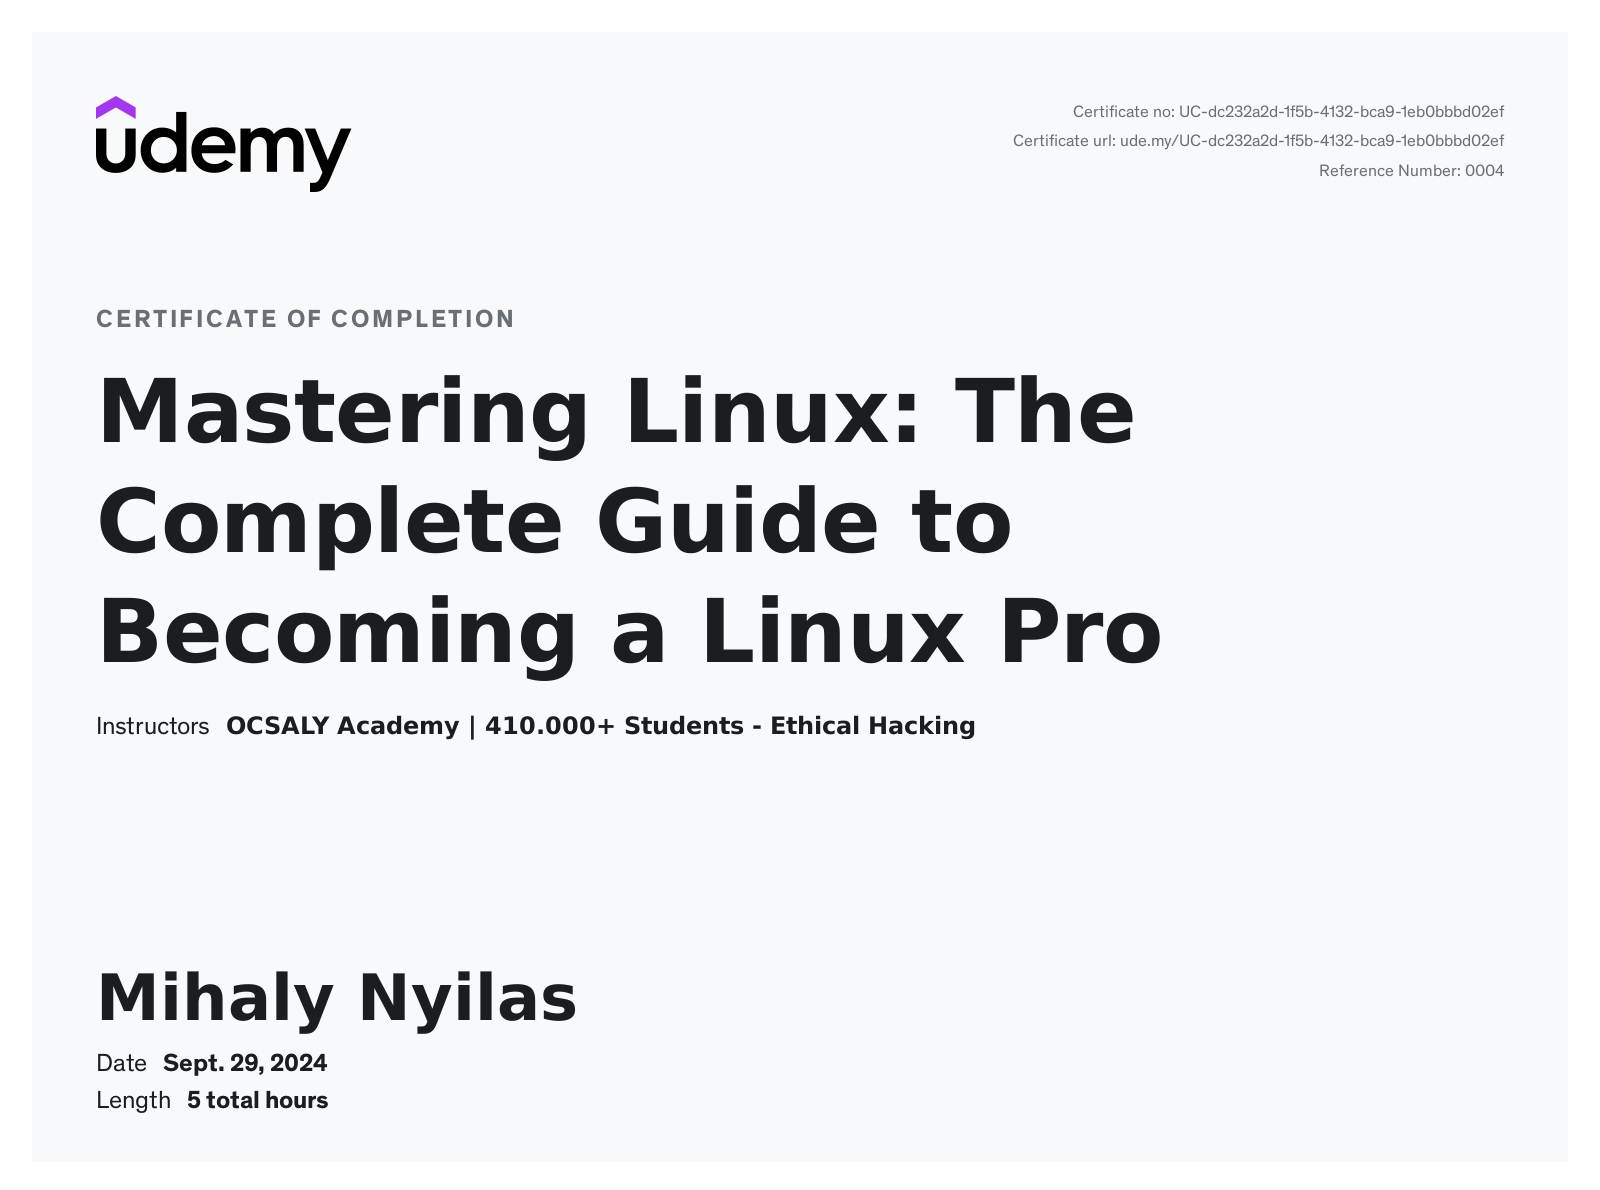 udemy
Certificate no: UC-dc232a2d-1f5b-4132-bca9-1eb0bbbd02ef
Certificate url: ude.my/UC-dc232a2d-1f5b-4132-bca9-1eb0bbbd02ef
Reference Number: 0004
CERTIFICATE OF COMPLETION
Mastering Linux: The
Complete Guide to
Becoming a Linux Pro
Instructors OCSALY Academy | 410.000+ Students - Ethical Hacking
Mihaly Nyilas
Date Sept. 29, 2024
Length 5 total hours